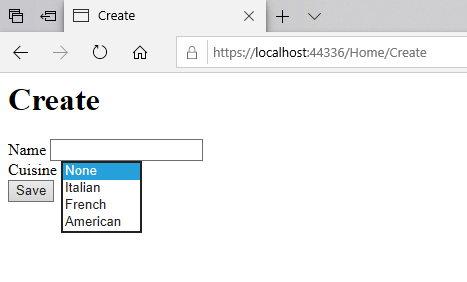 Create
https://localhost:44336/Home/Create
Create
Name
Cuisine None
Italian
French
American
Save